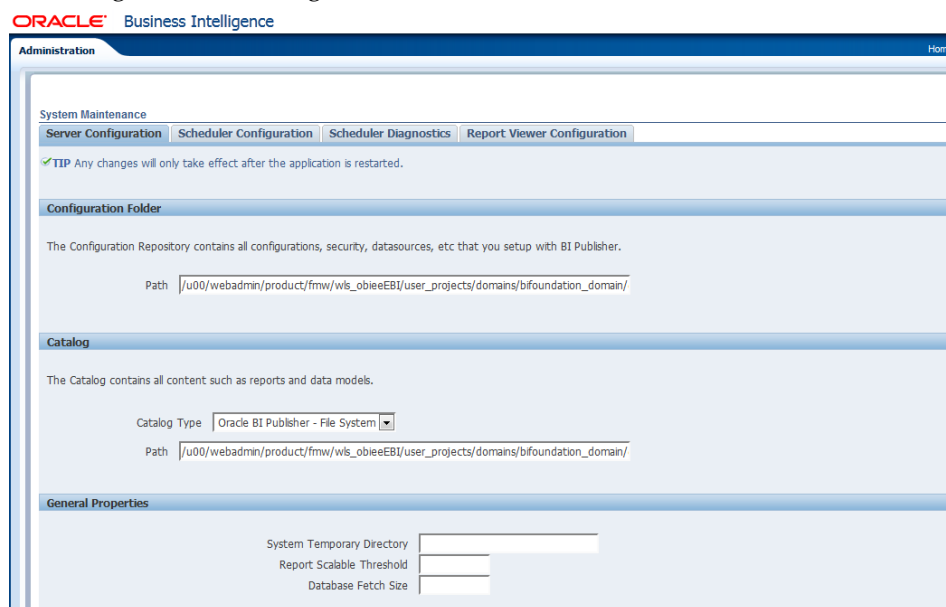 ORACLE Business Intelligence
Administration
System Maintenance
Server Configuration Scheduler Configuration Scheduler Diagnostics Report Viewer Configuration
TIP Any changes will only take effect after the application is restarted.
Configuration Folder
The Configuration Repository contains all configurations, security, datasources, etc that you setup with BI Publisher.
Path /u00/webadmin/product/fmw/wls_obieeEBI/user_projects/domains/bifoundation_domain/
Catalog
The Catalog contains all content such as reports and data models.
Catalog Type Oracle BI Publisher - File System
Path /u00/webadmin/product/fmw/wls_obieeEBI/user_projects/domains/bifoundation_domain/
General Properties
System Temporary Directory
Report Scalable Threshold
Database Fetch Size